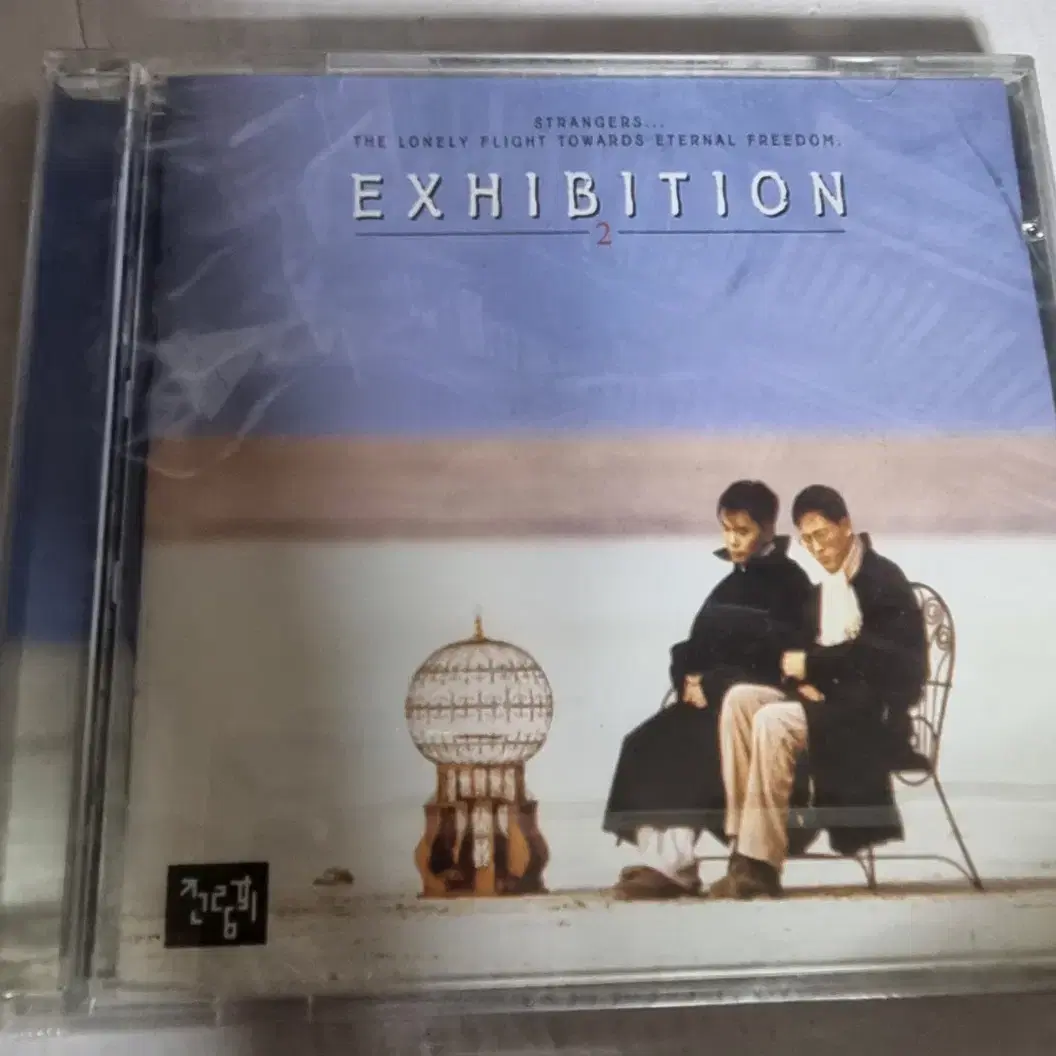 STRANGERS...
THE LONELY FLIGHT TOWARDS ETERNAL FREEDOM.
EXHIBITION
2
전람회